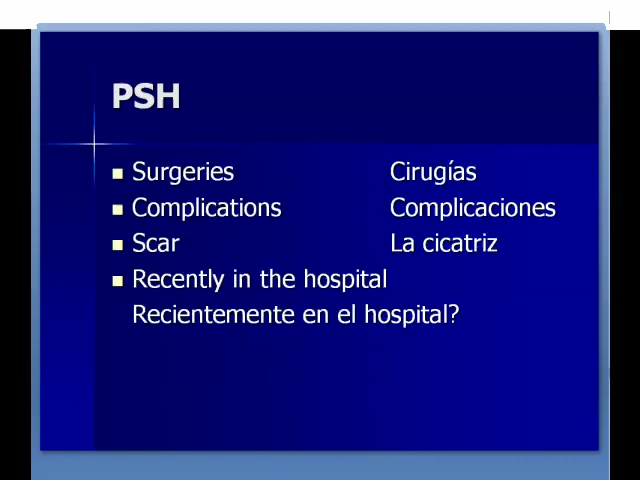 PSH
Surgeries Cirugías
Complications Complicaciones
Scar La cicatriz
Recently in the hospital
Recientemente en el hospital?